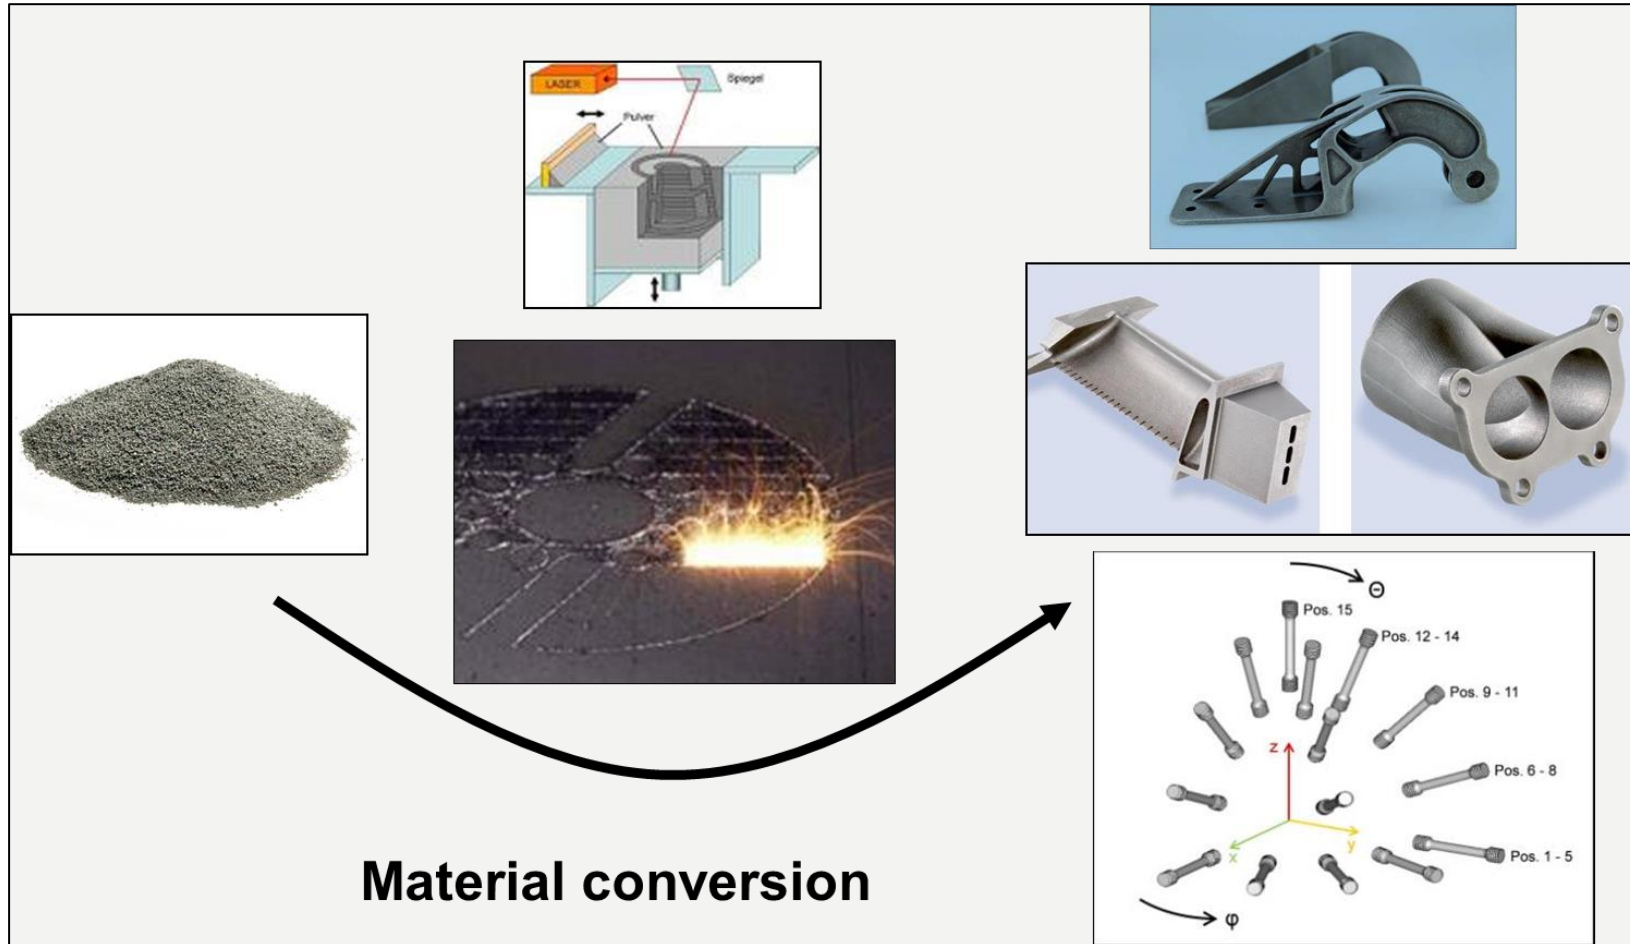 LASER
Spiegel
Pulver
Θ
Pos. 15
Pos. 12 - 14
Pos. 9 - 11
Pos. 6 - 8
z
x
y
Pos. 1 - 5
φ
Material conversion